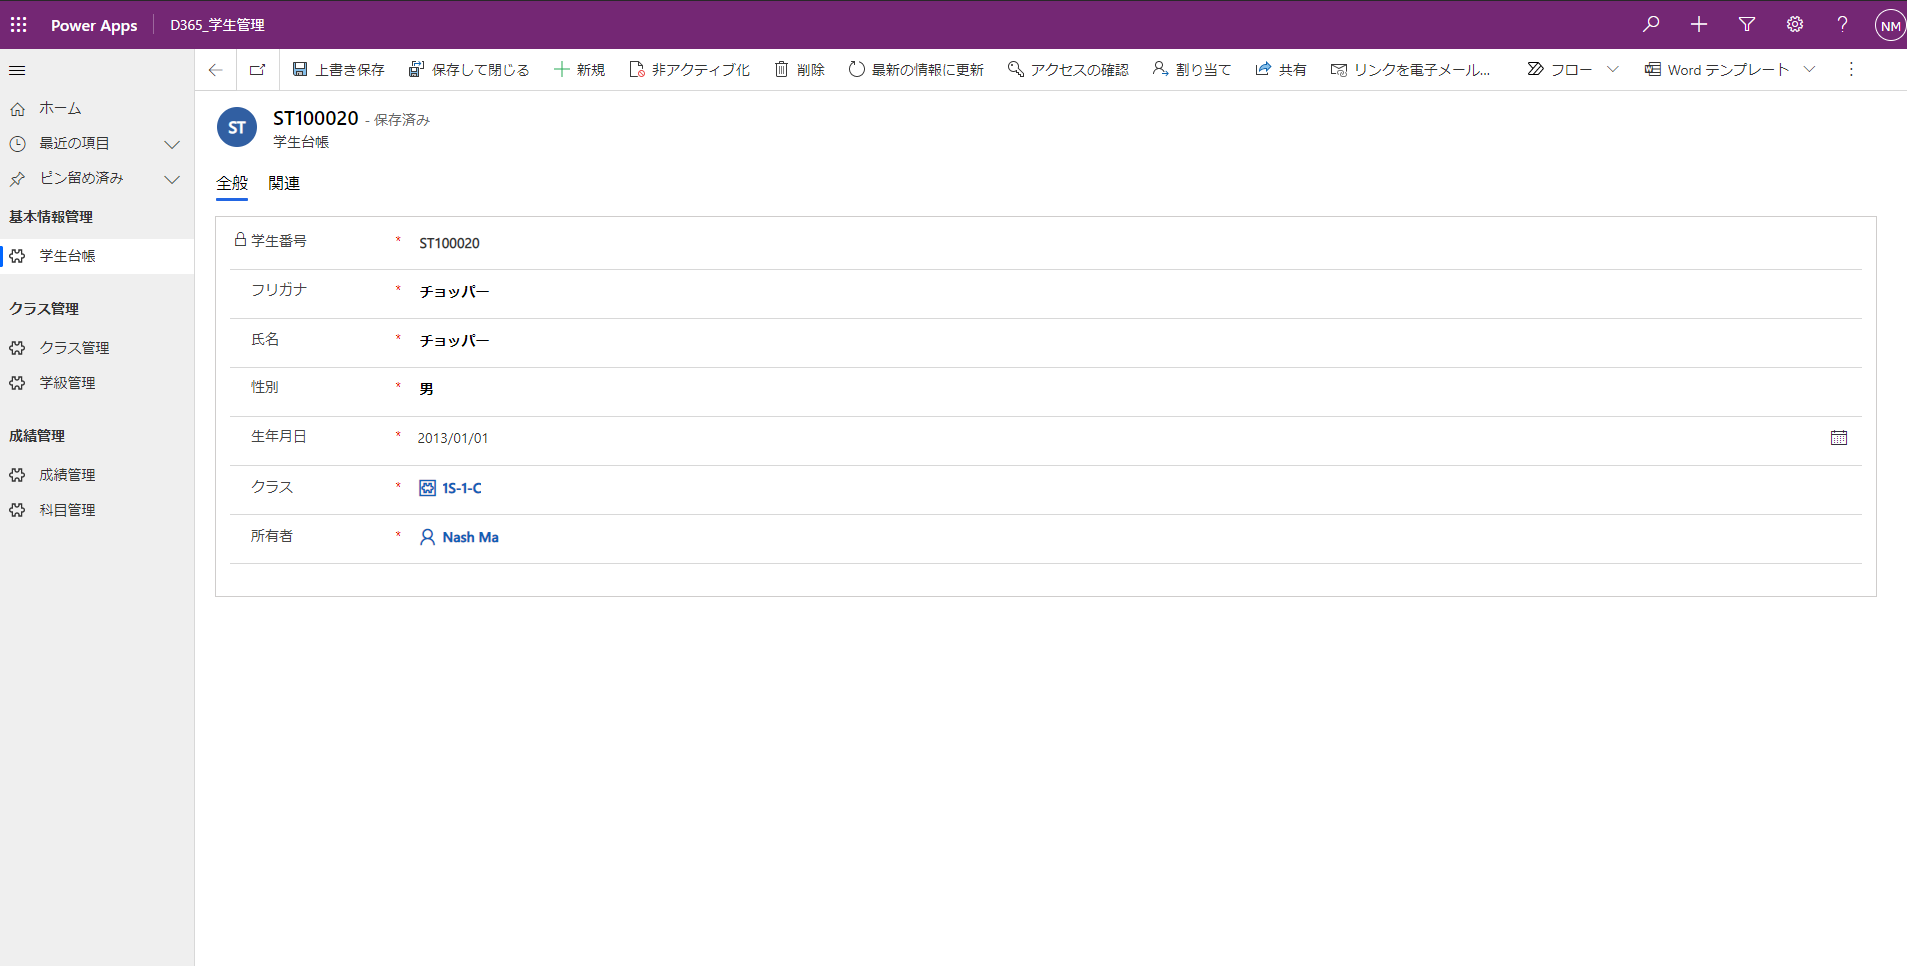 Power Apps D365_学生管理 NM
上書き保存 保存して閉じる 新規 非アクティブ化 削除 最新の情報に更新 アクセスの確認 割り当て 共有 リンクを電子メール... フロー Word テンプレート
ホーム
最近の項目
ピン留め済み
基本情報管理
学生台帳
クラス管理
クラス管理
学級管理
成績管理
成績管理
科目管理
ST
ST100020 - 保存済み
学生台帳
全般 関連
学生番号 * ST100020
フリガナ * チョッパー
氏名 * チョッパー
性別 * 男
生年月日 * 2013/01/01
クラス * 1S-1-C
所有者 * Nash Ma